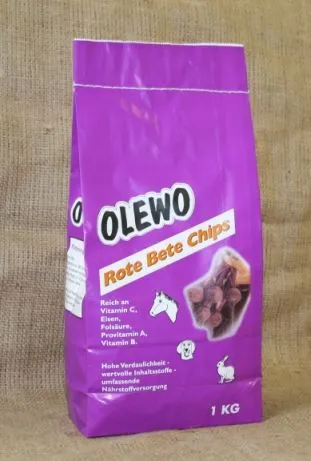 OLEWO
Rote Bete Chips
Reich an
Vitamin C,
Eisen,
Folsäure,
Provitamin A,
Vitamin B.
Hohe Verdaulichkeit -
wertvolle Inhaltsstoffe -
umfassende
Nährstoffversorgung
1 KG